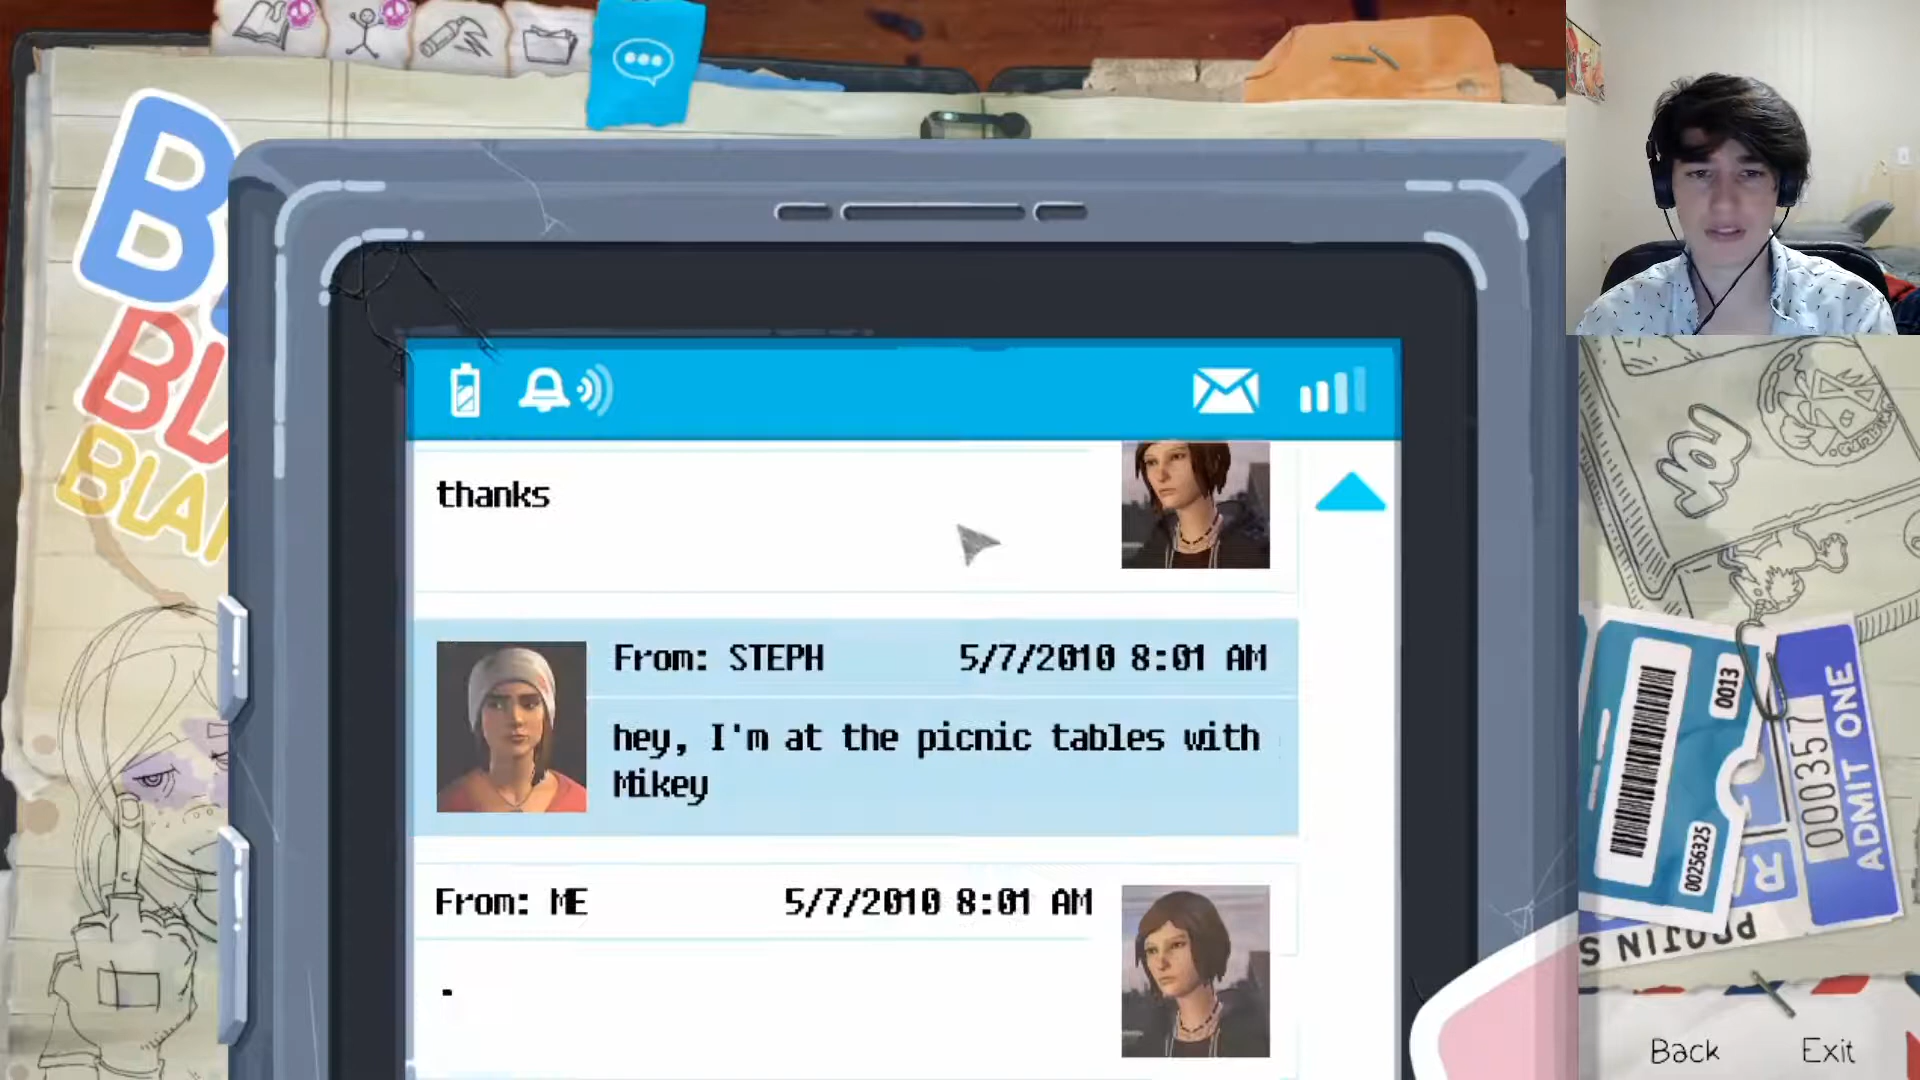 thanks
From: STEPH 5/7/2010 8:01 AM
hey, I'm at the picnic tables with
Mikey
From: ME 5/7/2010 8:01 AM
-
BLA
0013
00256325
000357
ADMIT ONE
Back Exit